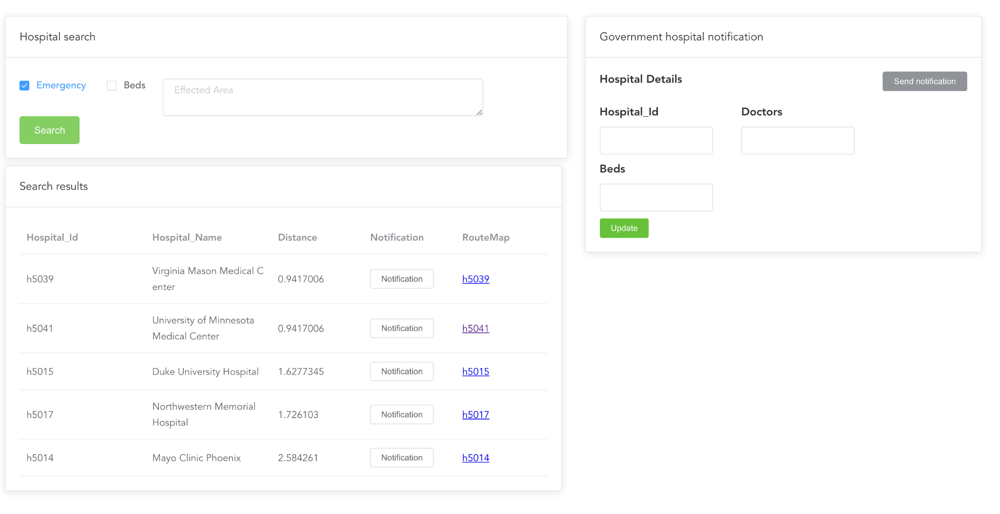 Hospital search
Emergency
Beds
Effected Area
Search
Search results
Hospital_Id Hospital_Name Distance Notification RouteMap
h5039 Virginia Mason Medical C 0.9417006 Notification h5039
enter
h5041 University of Minnesota 0.9417006 Notification h5041
Medical Center
h5015 Duke University Hospital 1.6277345 Notification h5015
h5017 Northwestern Memorial 1.726103 Notification h5017
Hospital
h5014 Mayo Clinic Phoenix 2.584261 Notification h5014
Government hospital notification
Hospital Details
Send notification
Hospital_Id Doctors
Beds
Update